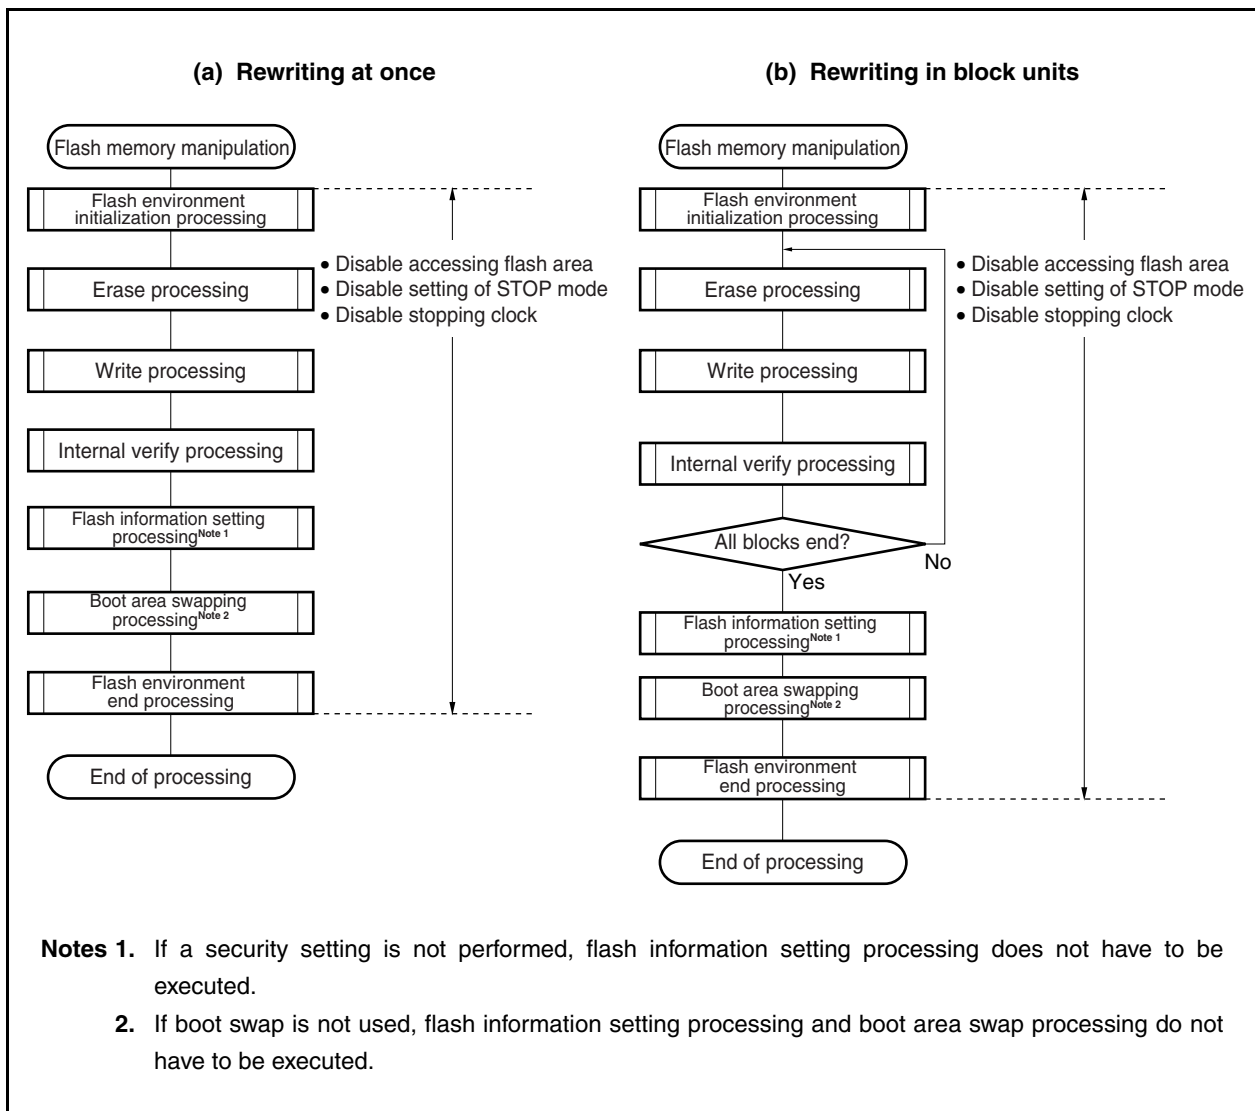 (a) Rewriting at once
Flash memory manipulation
Flash environment
initialization processing
Erase processing
Write processing
Internal verify processing
Flash information setting
processingNote 1
Boot area swapping
processingNote 2
Flash environment
end processing
End of processing
• Disable accessing flash area
• Disable setting of STOP mode
• Disable stopping clock
(b) Rewriting in block units
Flash memory manipulation
Flash environment
initialization processing
Erase processing
Write processing
Internal verify processing
All blocks end?
No
Yes
Flash information setting
processingNote 1
Boot area swapping
processingNote 2
Flash environment
end processing
End of processing
• Disable accessing flash area
• Disable setting of STOP mode
• Disable stopping clock
Notes 1. If a security setting is not performed, flash information setting processing does not have to be
executed.
2. If boot swap is not used, flash information setting processing and boot area swap processing do not
have to be executed.